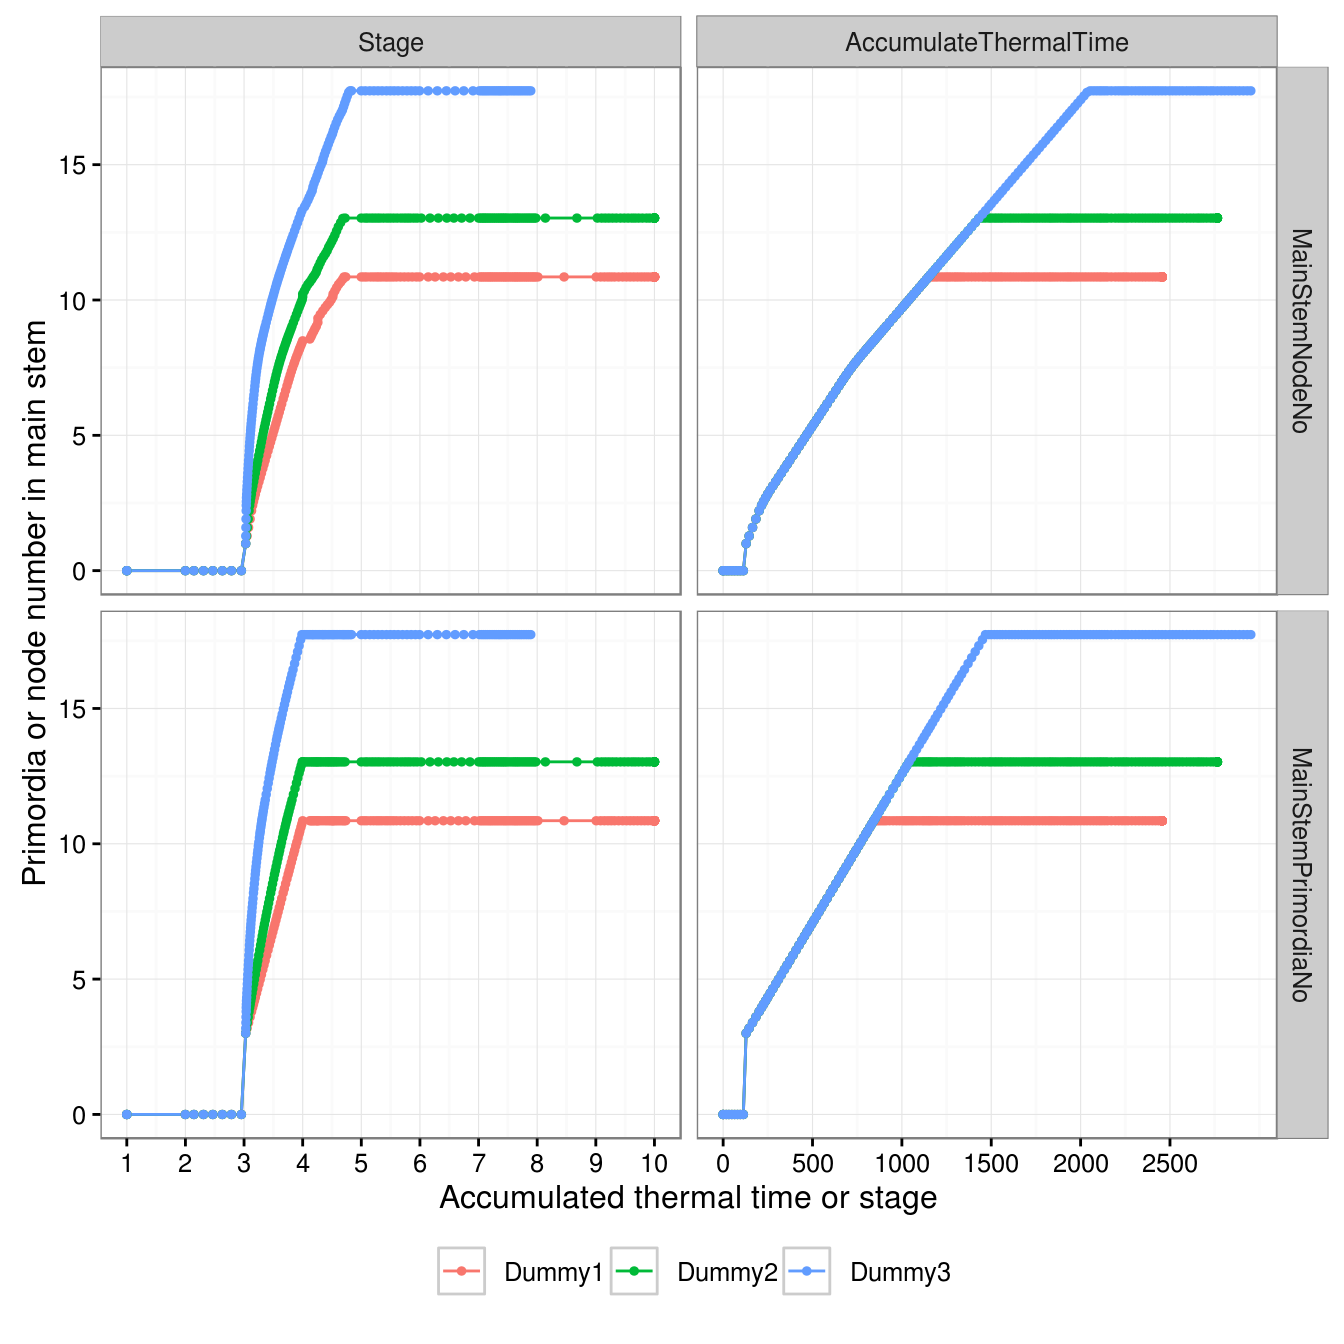 Stage
AccumulateThermalTime
Primordia or node number in main stem
15
10
5
0
MainStemNodeNo
15
10
5
0
MainStemPrimordiaNo
1 2 3 4 5 6 7 8 9 10
0 500 1000 1500 2000 2500
Accumulated thermal time or stage
Dummy1 Dummy2 Dummy3